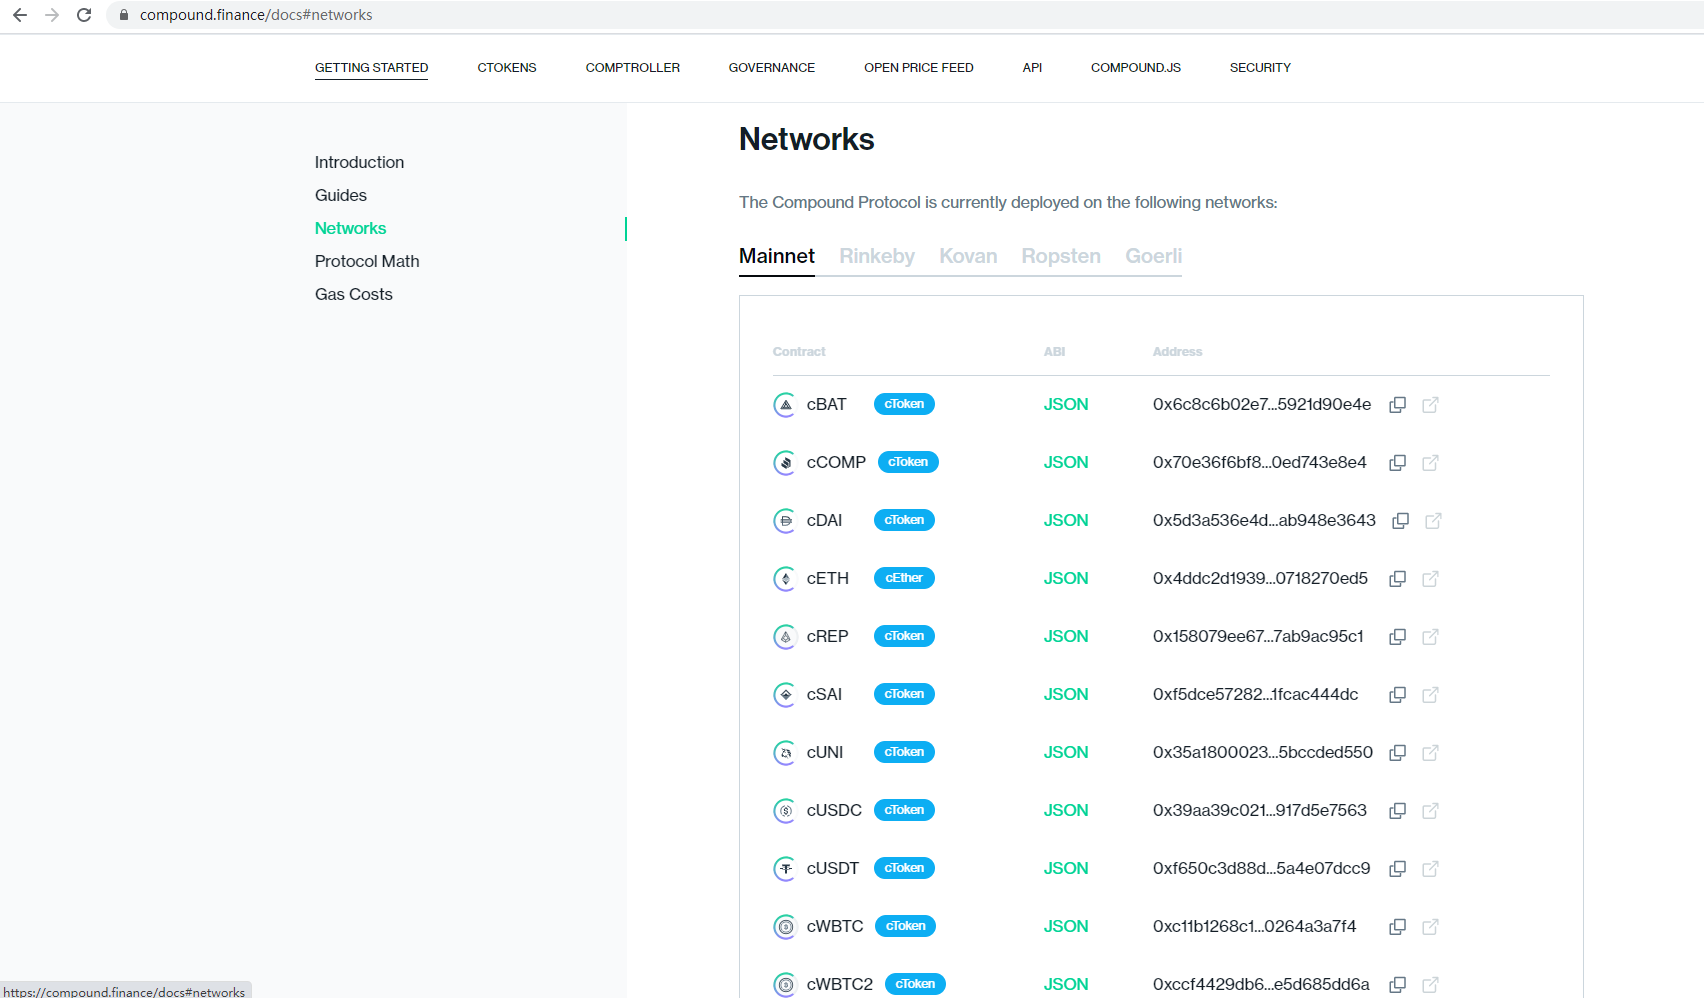 compound.finance/docs#networks
GETTING STARTED CTOKENS COMPTROLLER GOVERNANCE OPEN PRICE FEED API COMPOUND.JS SECURITY
Introduction
Guides
Networks
Protocol Math
Gas Costs
Networks
The Compound Protocol is currently deployed on the following networks:
Mainnet Rinkeby Kovan Ropsten Goerli
Contract ABI Address
cBAT cToken JSON 0x6c8c6b02e7...5921d90e4e
cCOMP cToken JSON 0x70e36f6bf8...0ed743e8e4
cDAI cToken JSON 0x5d3a536e4d...ab948e3643
cETH cEther JSON 0x4ddc2d1939...0718270ed5
cREP cToken JSON 0x158079ee67...7ab9ac95c1
cSAI cToken JSON 0xf5dce57282...1fcac444dc
cUNI cToken JSON 0x35a1800023...5bccded550
cUSDC cToken JSON 0x39aa39c021...917d5e7563
cUSDT cToken JSON 0xf650c3d88d...5a4e07dcc9
cWBTC cToken JSON 0xc11b1268c1...0264a3a7f4
cWBTC2 cToken JSON 0xccf4429db6...e5d685dd6a
https://compound.finance/docs#networks